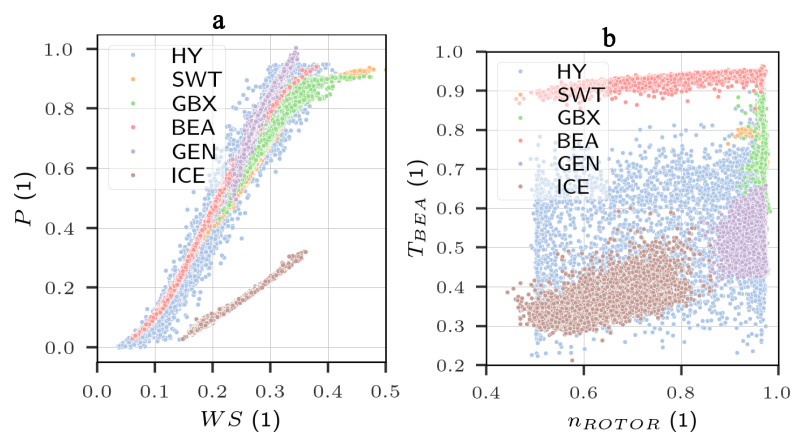 a
P (1)
1.0
0.8
0.6
0.4
0.2
0.0
HY
SWT
GBX
BEA
GEN
ICE
0.0 0.1 0.2 0.3 0.4 0.5
WS (1)
b
T_BEA (1)
1.0
0.9
0.8
0.7
0.6
0.5
0.4
0.3
0.2
HY
SWT
GBX
BEA
GEN
ICE
0.4 0.6 0.8 1.0
n_ROTOR (1)